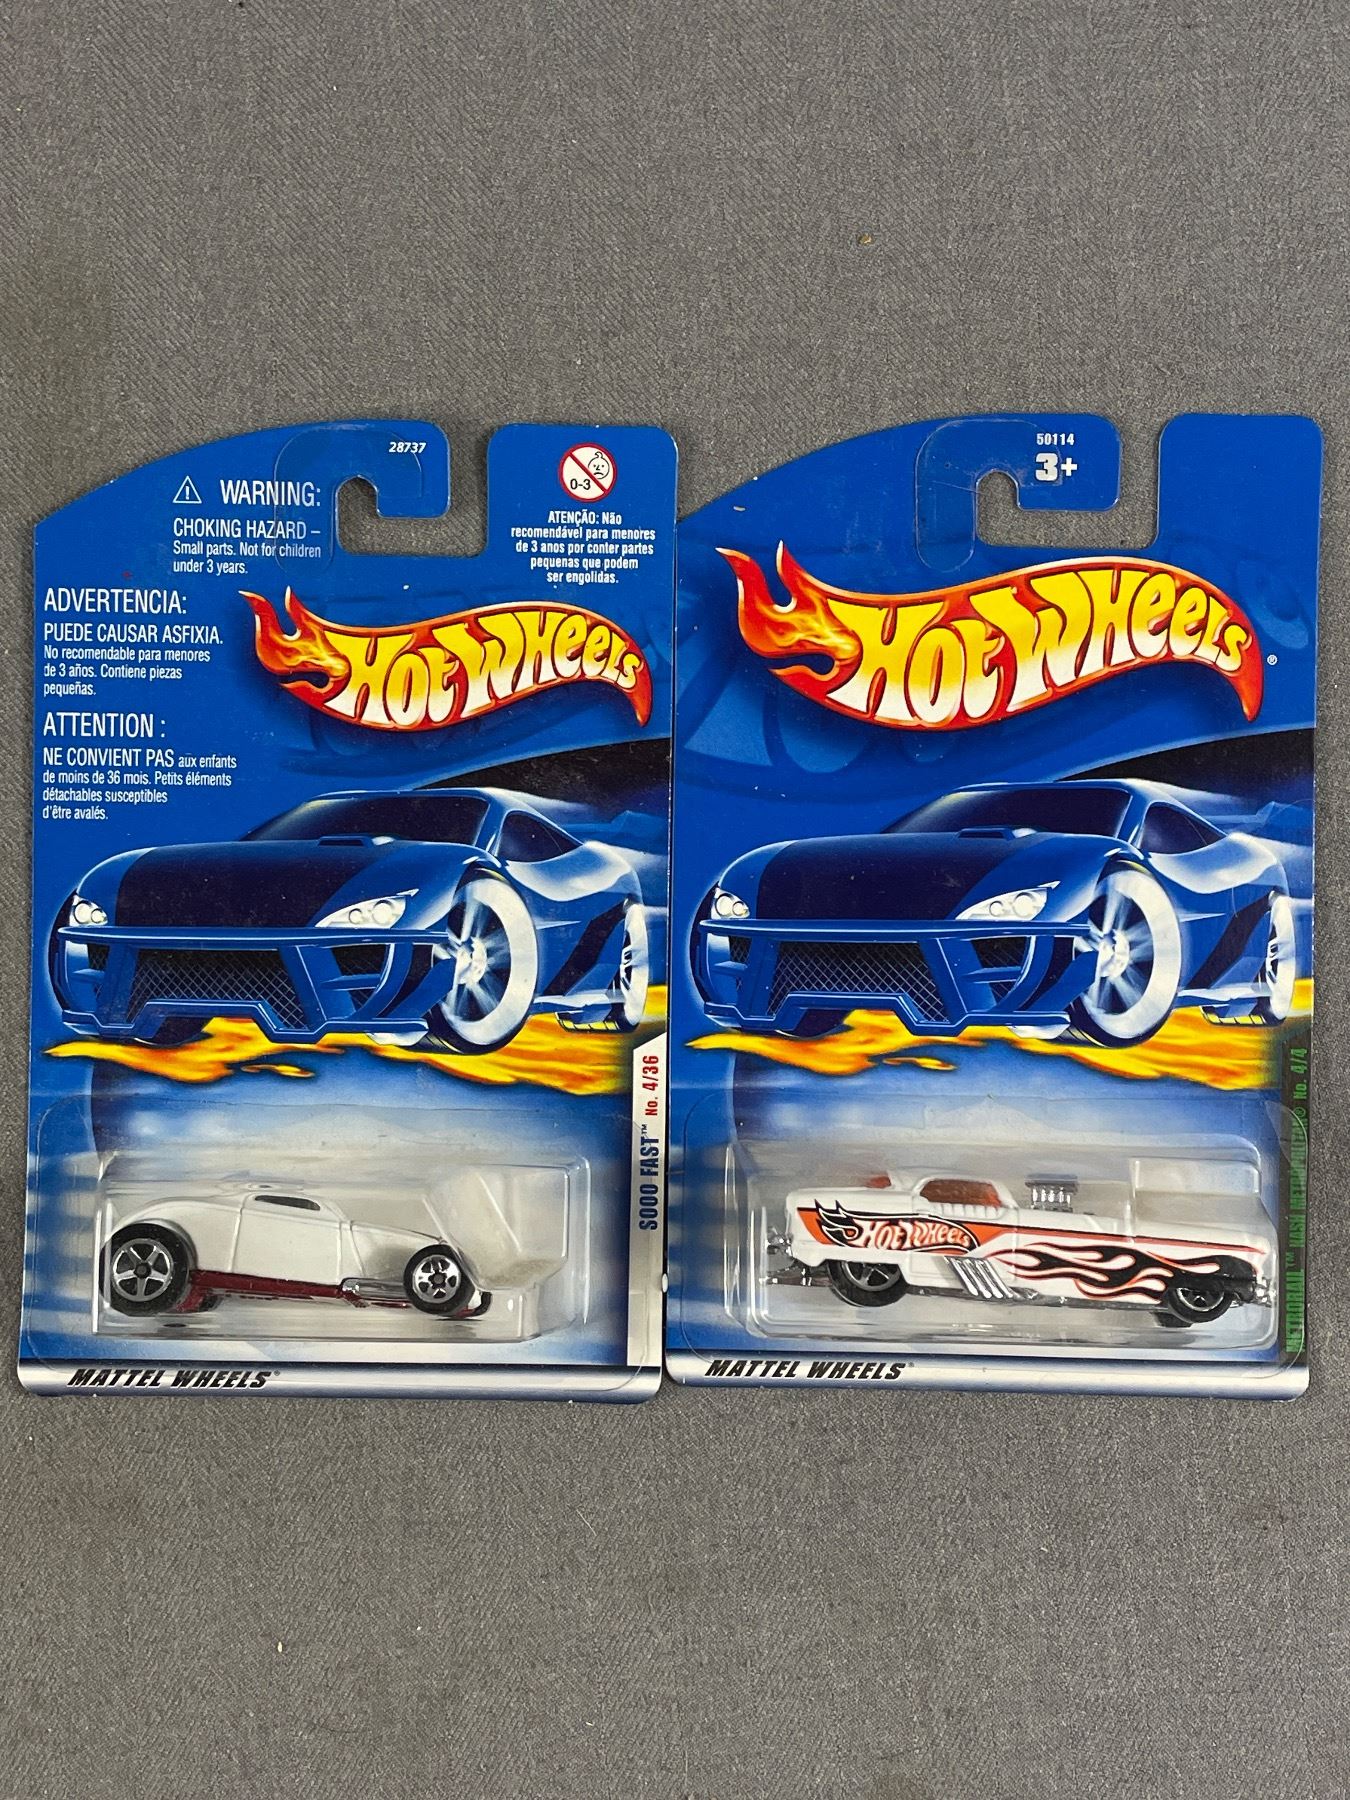 28737
WARNING:
CHOKING HAZARD –
Small parts. Not for children
under 3 years.
ADVERTENCIA:
PUEDE CAUSAR ASFIXIA.
No recomendable para menores
de 3 años. Contiene piezas
pequeñas.
ATTENTION :
NE CONVIENT PAS aux enfants
de moins de 36 mois. Petits éléments
détachables susceptibles
d'être avalés.
0-3
ATENÇÃO: Não
recomendável para menores
de 3 anos por conter partes
pequenas que podem
ser engolidas.
HOT WHEELS
SOOO FAST™ No. 4/36
MATTEL WHEELS®
50114
3+
HOT WHEELS®
HOT WHEELS
METRORAIL™ NASH METROPOLITAN® No. 4/4
MATTEL WHEELS®